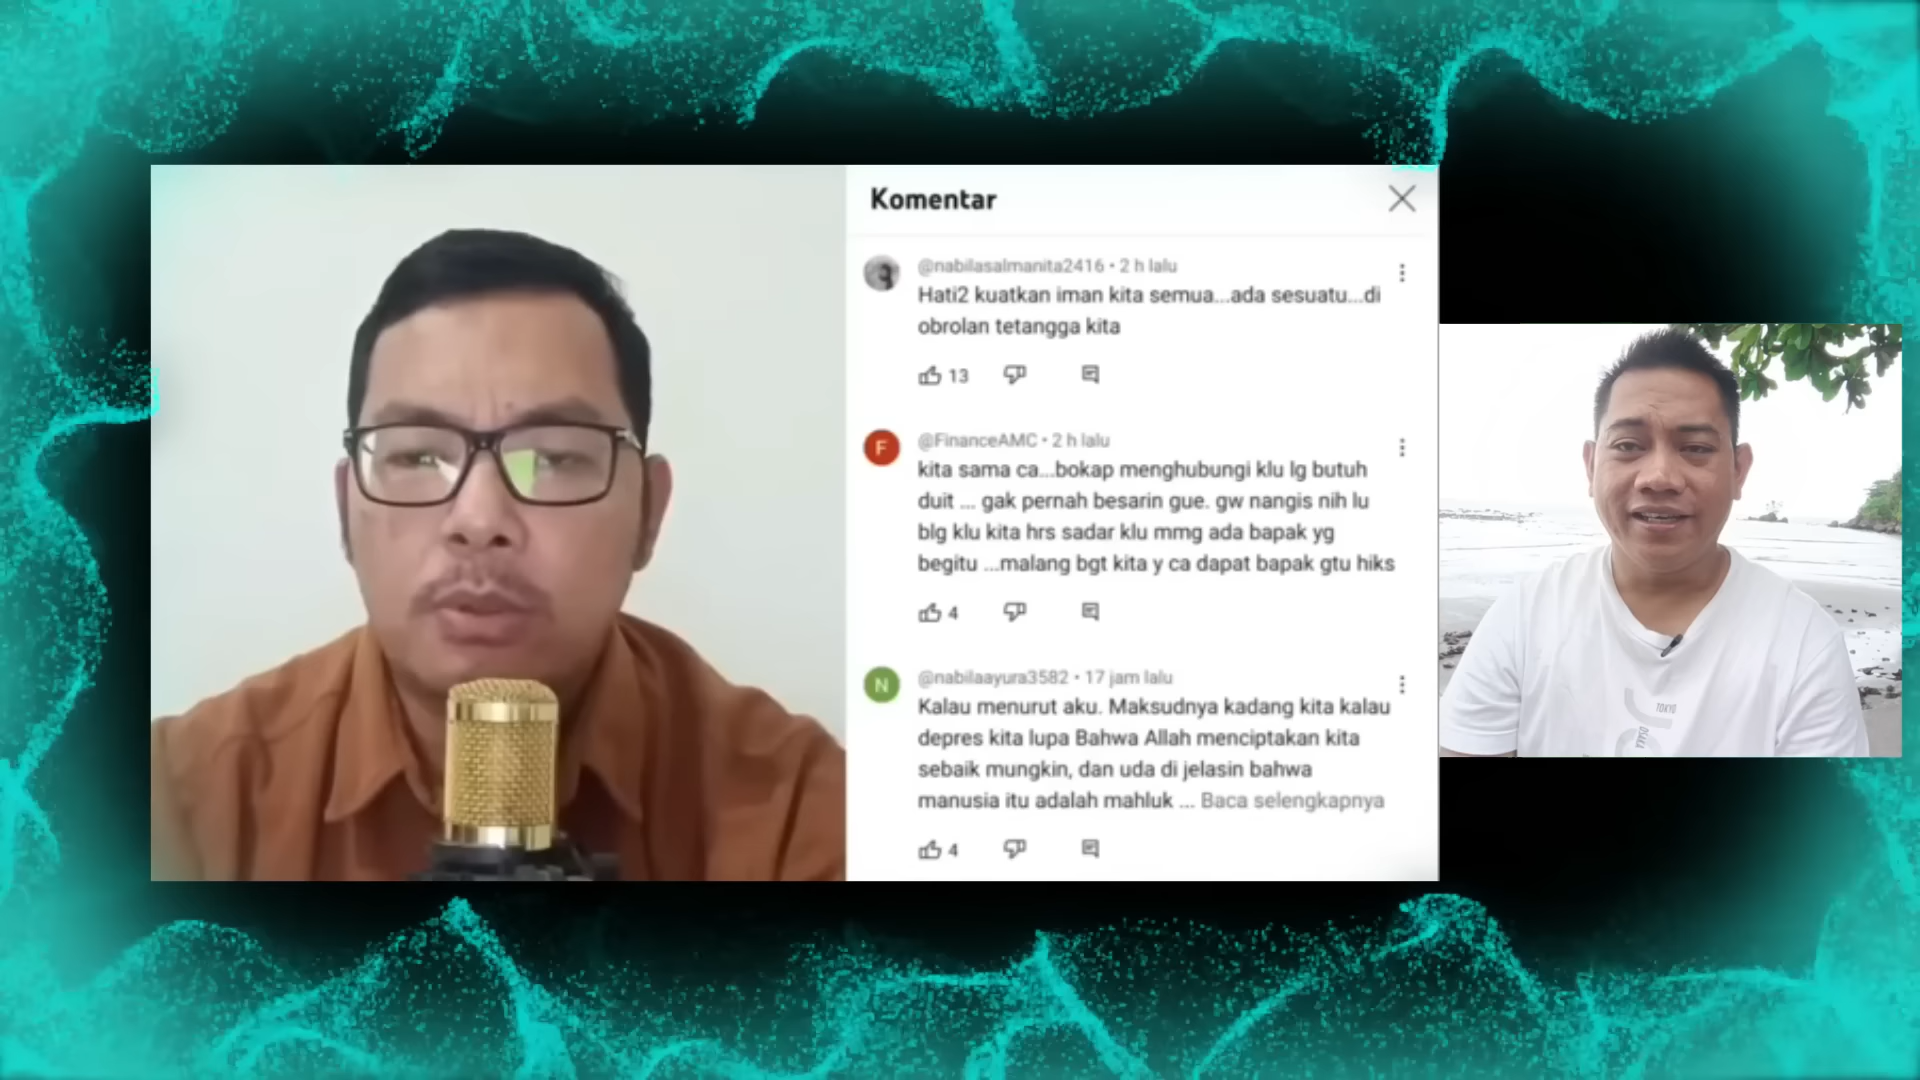 Komentar
@nabilasalmanita2416 • 2 h lalu
Hati2 kuatkan iman kita semua...ada sesuatu...di
obrolan tetangga kita
13
F
@FinanceAMC • 2 h lalu
kita sama ca...bokap menghubungi klu lg butuh
duit ... gak pernah besarin gue. gw nangis nih lu
blg klu kita hrs sadar klu mmg ada bapak yg
begitu ...malang bgt kita y ca dapat bapak gtu hiks
4
N
@nabilaayura3582 • 17 jam lalu
Kalau menurut aku. Maksudnya kadang kita kalau
depres kita lupa Bahwa Allah menciptakan kita
sebaik mungkin, dan uda di jelasin bahwa
manusia itu adalah mahluk ... Baca selengkapnya
4
TOKYO
OSAKA